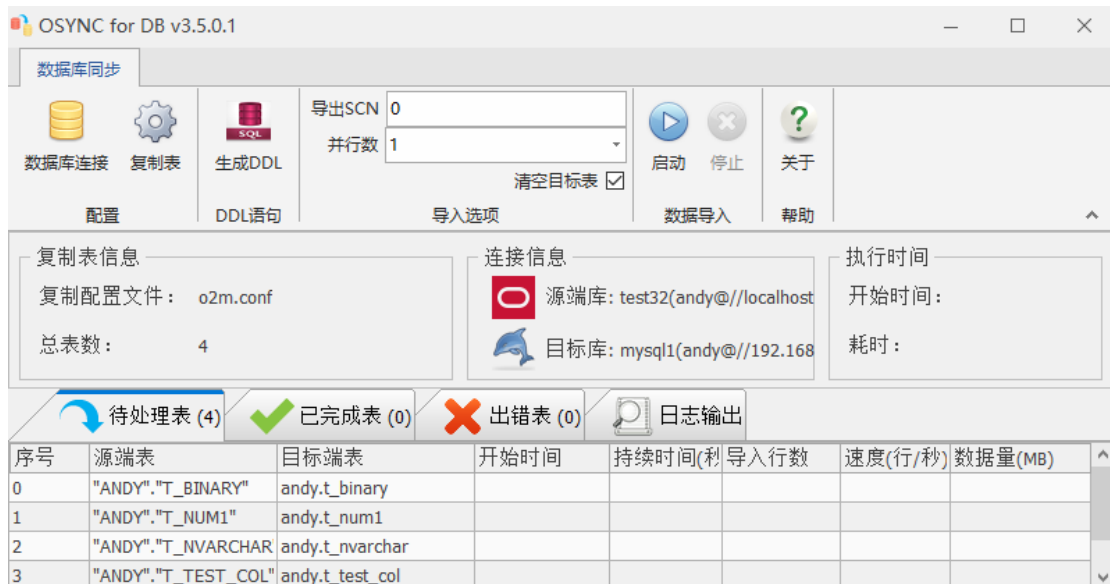 OSYNC for DB v3.5.0.1
数据库同步
导出SCN 0
并行数 1
清空目标表
数据库连接 复制表 SQL 生成DDL 启动 停止 ? 关于
配置 DDL语句 导入选项 数据导入 帮助
复制表信息 连接信息 执行时间
复制配置文件： o2m.conf 源端库: test32(andy@//localhost 开始时间：
总表数： 4 目标库: mysql1(andy@//192.168 耗时：
待处理表 (4) 已完成表 (0) 出错表 (0) 日志输出
序号 源端表 目标端表 开始时间 持续时间(秒 导入行数 速度(行/秒) 数据量(MB)
0 "ANDY"."T_BINARY" andy.t_binary
1 "ANDY"."T_NUM1" andy.t_num1
2 "ANDY"."T_NVARCHAR andy.t_nvarchar
3 "ANDY"."T_TEST_COL" andy.t_test_col